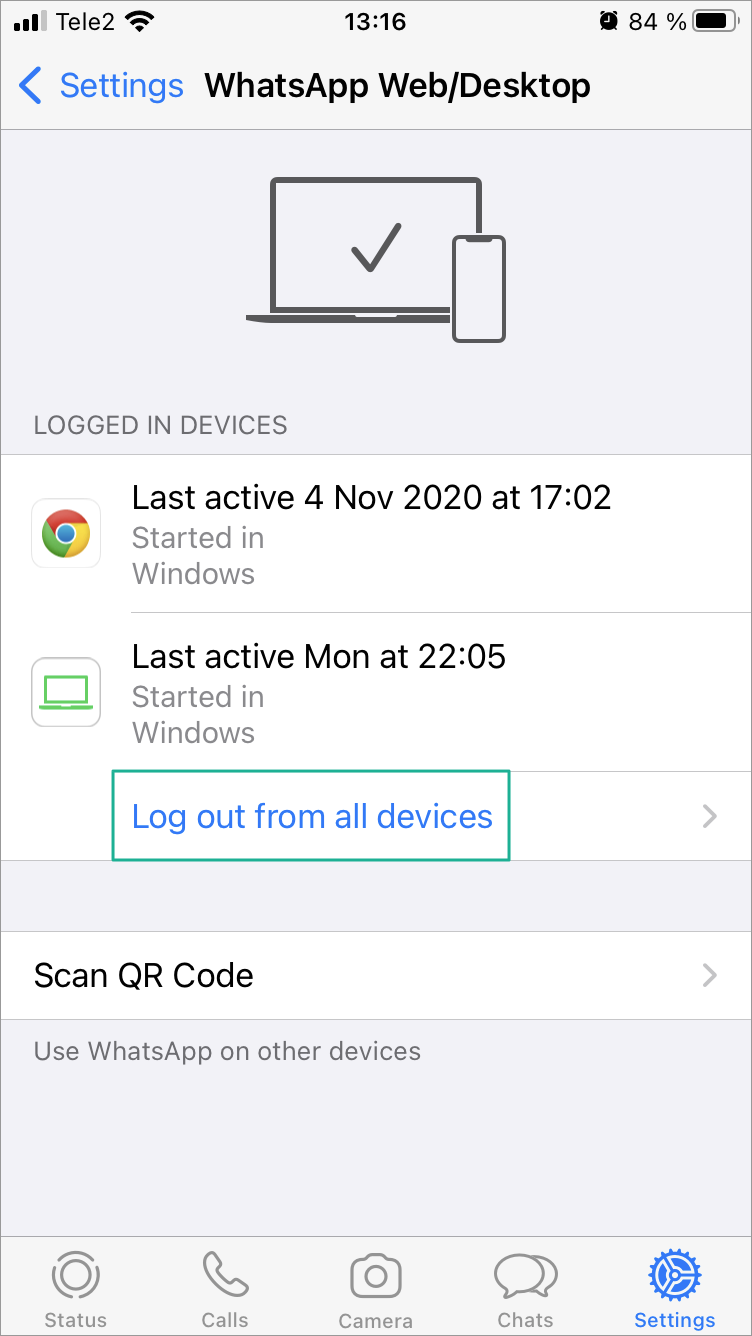 Tele2 13:16 84 %
Settings WhatsApp Web/Desktop
LOGGED IN DEVICES
Last active 4 Nov 2020 at 17:02
Started in
Windows
Last active Mon at 22:05
Started in
Windows
Log out from all devices
Scan QR Code
Use WhatsApp on other devices
Status Calls Camera Chats Settings